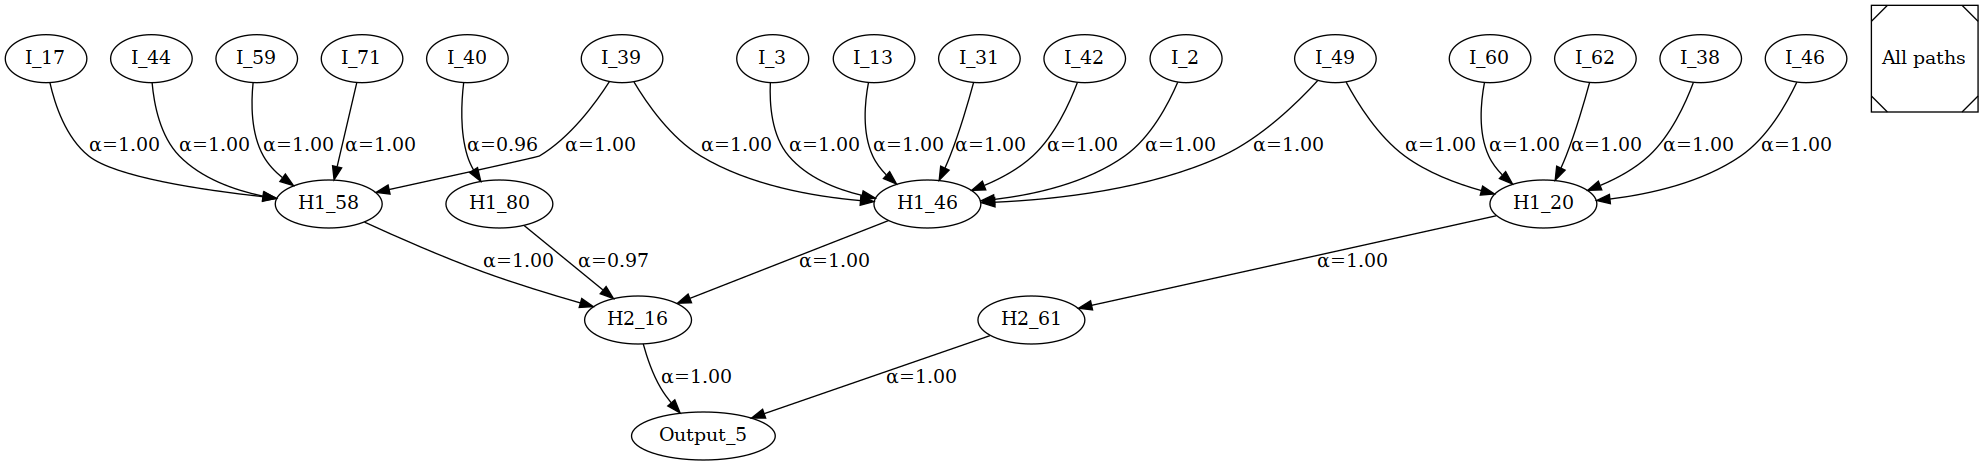 I_17 I_44 I_59 I_71 I_40 I_39 I_3 I_13 I_31 I_42 I_2 I_49 I_60 I_62 I_38 I_46 All paths
α=1.00 α=1.00 α=1.00 α=1.00 α=0.96 α=1.00 α=1.00 α=1.00 α=1.00 α=1.00 α=1.00 α=1.00 α=1.00 α=1.00 α=1.00 α=1.00 α=1.00 α=1.00
H1_58 H1_80 H1_46 H1_20
α=1.00 α=0.97 α=1.00 α=1.00
H2_16 H2_61
α=1.00 α=1.00
Output_5